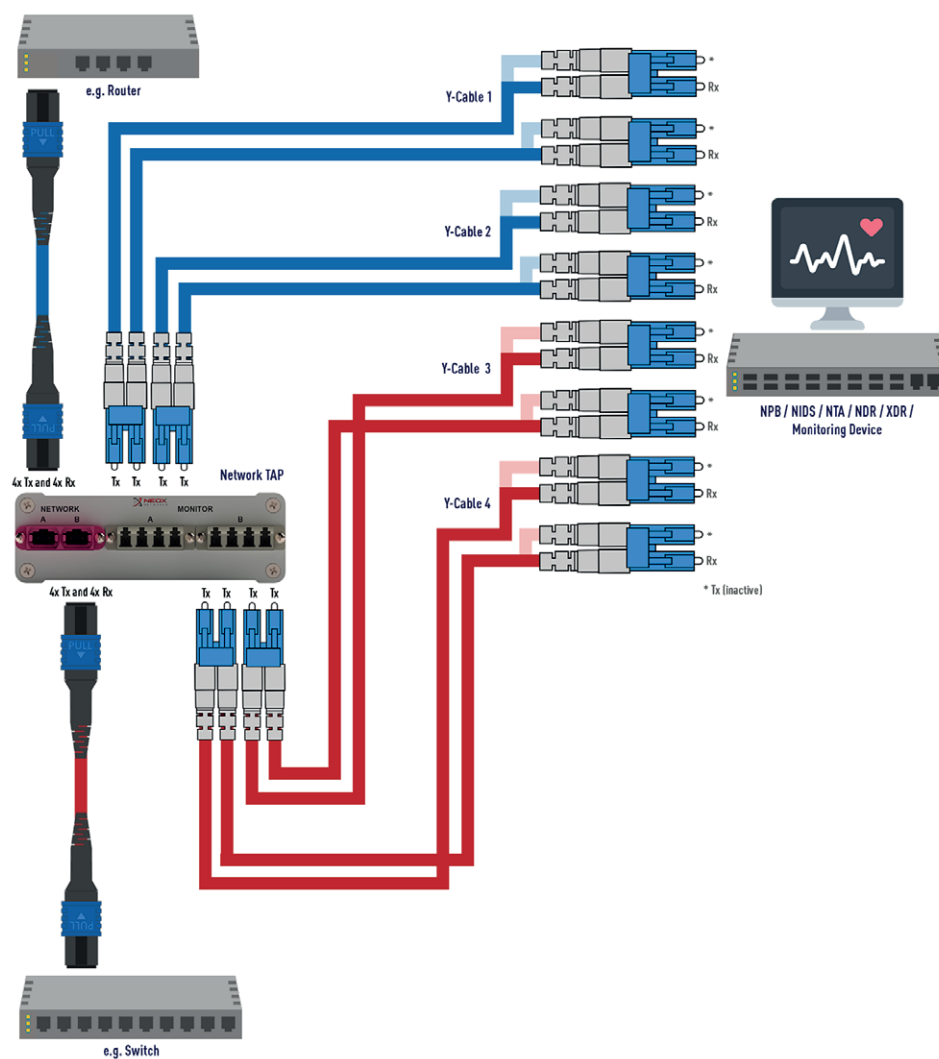 e.g. Router
PULL
PULL
4x Tx and 4x Rx
Y-Cable 1
*
Rx
*
Rx
Y-Cable 2
*
Rx
*
Rx
Y-Cable 3
*
Rx
*
Rx
Y-Cable 4
*
Rx
*
Rx
* Tx (inactive)
NPB / NIDS / NTA / NDR / XDR /
Monitoring Device
Tx Tx Tx Tx
Network TAP
NEOX
NETWORKS
NETWORK
A B
MONITOR
A B
4x Tx and 4x Rx
Tx Tx Tx Tx
PULL
PULL
e.g. Switch